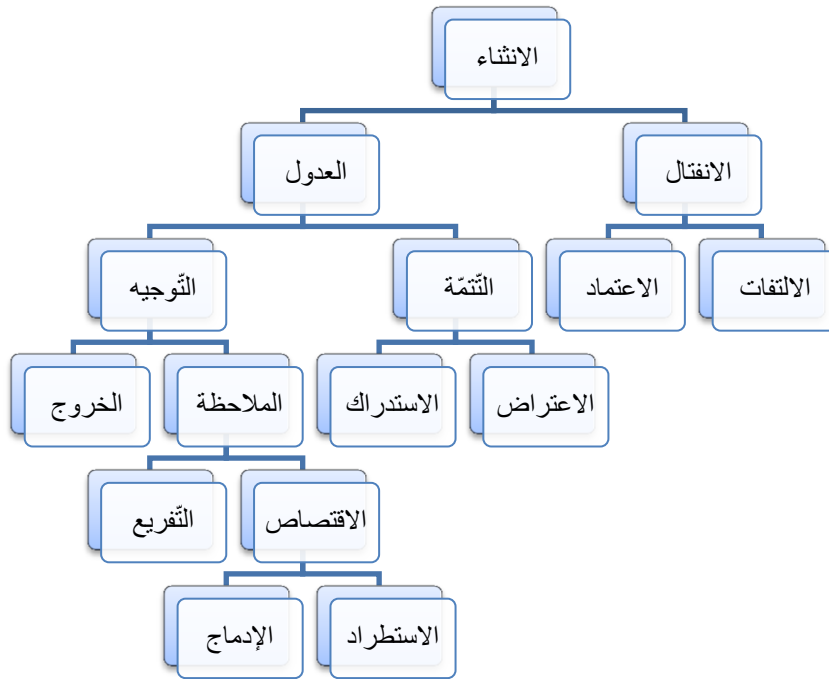 الانثناء
الانفتال
العدول
الالتفات
الاعتماد
التّتمّة
التّوجيه
الاعتراض
الاستدراك
الملاحظة
الخروج
الاقتصاص
التّفريع
الاستطراد
الإدماج